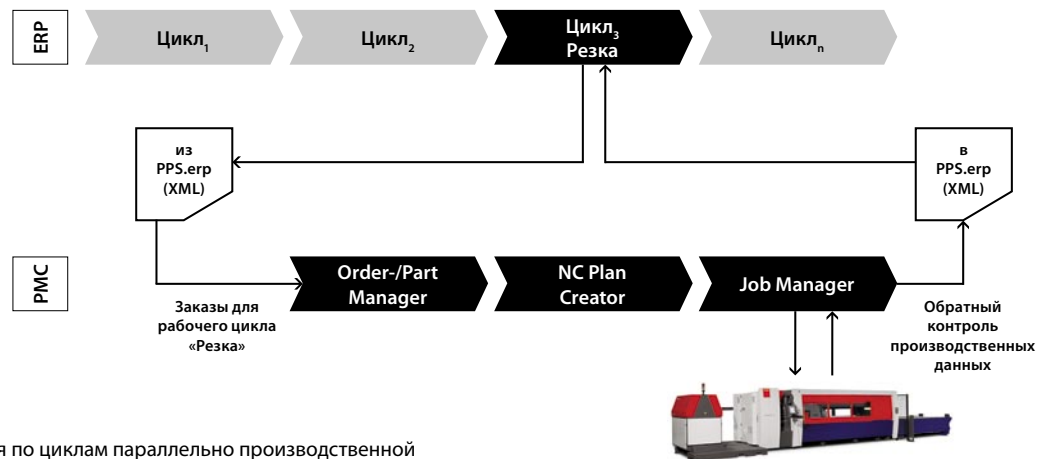 ERP
Цикл₁
Цикл₂
Цикл₃
Резка
Циклₙ
из
PPS.erp
(XML)
в
PPS.erp
(XML)
PMC
Order-/Part
Manager
NC Plan
Creator
Job Manager
Заказы для
рабочего цикла
«Резка»
Обратный
контроль
производственных
данных
я по циклам параллельно производственной